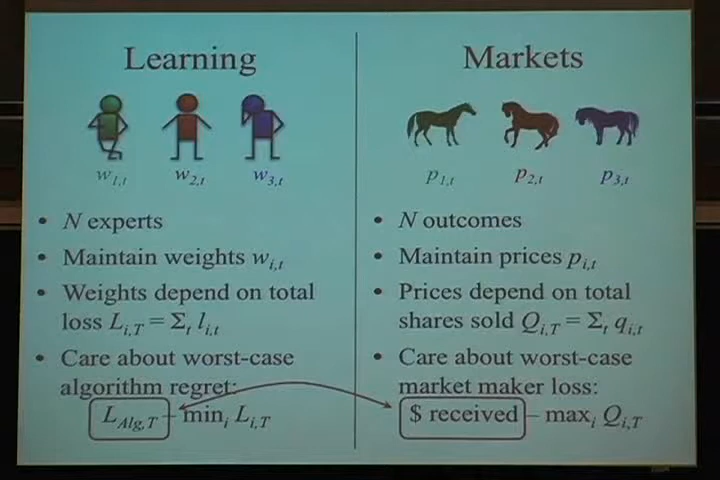 Learning
w1,t w2,t w3,t
• N experts
• Maintain weights wi,t
• Weights depend on total
loss Li,T = Σt li,t
• Care about worst-case
algorithm regret:
LAlg,T – mini Li,T
Markets
p1,t p2,t p3,t
• N outcomes
• Maintain prices pi,t
• Prices depend on total
shares sold Qi,T = Σt qi,t
• Care about worst-case
market maker loss:
$ received – maxi Qi,T